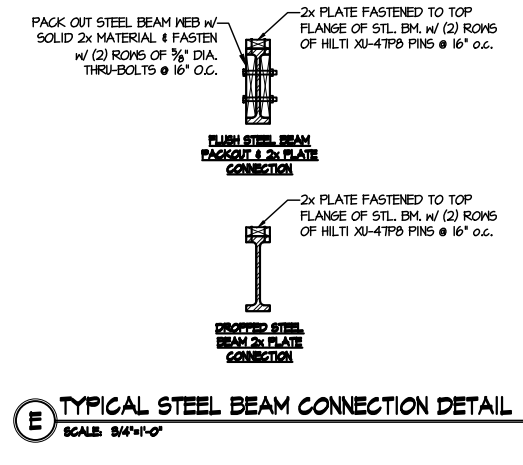 PACK OUT STEEL BEAM WEB W/
SOLID 2x MATERIAL & FASTEN
W/ (2) ROWS OF 5/8" DIA.
THRU-BOLTS @ 16" O.C.
2x PLATE FASTENED TO TOP
FLANGE OF STL. BM. W/ (2) ROWS
OF HILTI XU-47P8 PINS @ 16" o.c.
FLUSH STEEL BEAM
PACKOUT & 2x PLATE
CONNECTION
2x PLATE FASTENED TO TOP
FLANGE OF STL. BM. W/ (2) ROWS
OF HILTI XU-47P8 PINS @ 16" o.c.
DROPPED STEEL
BEAM 2x PLATE
CONNECTION
E
TYPICAL STEEL BEAM CONNECTION DETAIL
SCALE: 3/4"=1'-0"